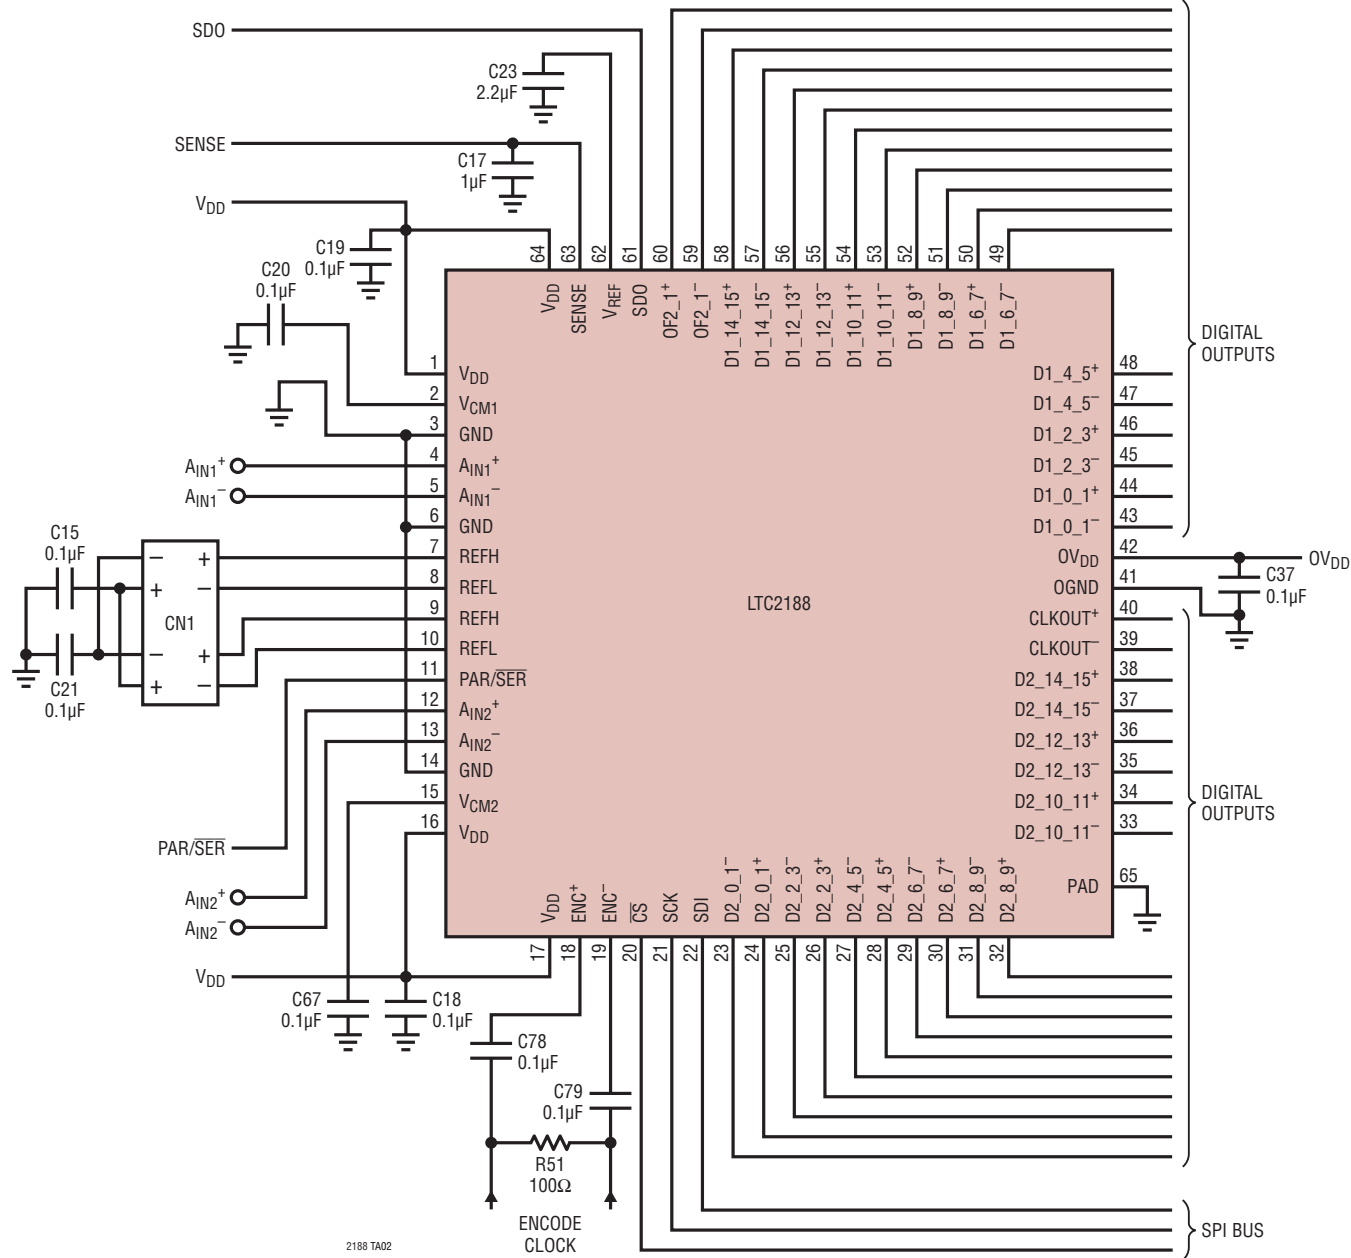 SDO
C23
2.2µF
SENSE
C17
1µF
VDD
C19
0.1µF
C20
0.1µF
64
63
62
61
60
59
58
57
56
55
54
53
52
51
50
49
VDD
SENSE
VREF
SDO
OF2_1+
OF2_1−
D1_14_15+
D1_14_15−
D1_12_13+
D1_12_13−
D1_10_11+
D1_10_11−
D1_8_9+
D1_8_9−
D1_6_7+
D1_6_7−
DIGITAL
OUTPUTS
1 VDD
2 VCM1
3 GND
4 AIN1+
5 AIN1−
6 GND
7 REFH
8 REFL
9 REFH
10 REFL
11 PAR/S̅E̅R̅
12 AIN2+
13 AIN2−
14 GND
15 VCM2
16 VDD
AIN1+
AIN1−
C15
0.1µF
− +
+ −
CN1
− +
+ −
C21
0.1µF
PAR/S̅E̅R̅
AIN2+
AIN2−
VDD
LTC2188
D1_4_5+ 48
D1_4_5− 47
D1_2_3+ 46
D1_2_3− 45
D1_0_1+ 44
D1_0_1− 43
OVDD 42
OGND 41
CLKOUT+ 40
CLKOUT− 39
D2_14_15+ 38
D2_14_15− 37
D2_12_13+ 36
D2_12_13− 35
D2_10_11+ 34
D2_10_11− 33
PAD 65
OVDD
C37
0.1µF
DIGITAL
OUTPUTS
VDD
ENC+
ENC−
C̅S̅
SCK
SDI
D2_0_1−
D2_0_1+
D2_2_3−
D2_2_3+
D2_4_5−
D2_4_5+
D2_6_7−
D2_6_7+
D2_8_9−
D2_8_9+
17
18
19
20
21
22
23
24
25
26
27
28
29
30
31
32
C67
0.1µF
C18
0.1µF
C78
0.1µF
C79
0.1µF
R51
100Ω
ENCODE
CLOCK
SPI BUS
2188 TA02